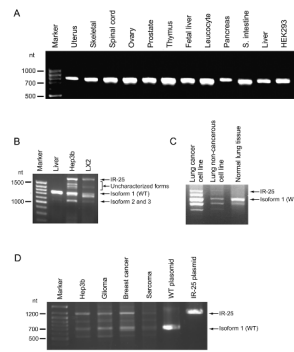 A
Marker
Uterus
Skeletal
Spinal cord
Ovary
Prostate
Thymus
Fetal liver
Leucocyte
Pancreas
S. intestine
Liver
HEK293
nt
1000
700
500
B
Marker
Liver
Hep3b
LX2
nt
1500
1000
IR-25
Uncharacterized forms
Isoform 1 (WT)
Isoform 2 and 3
C
Lung cancer
cell line
Lung non-cancerous
cell line
Normal lung tissue
IR-25
Isoform 1 (W
D
Marker
Hep3b
Glioma
Breast cancer
Sarcoma
WT plasomid
IR-25 plasmid
nt
1200
700
500
IR-25
Isoform 1 (WT)